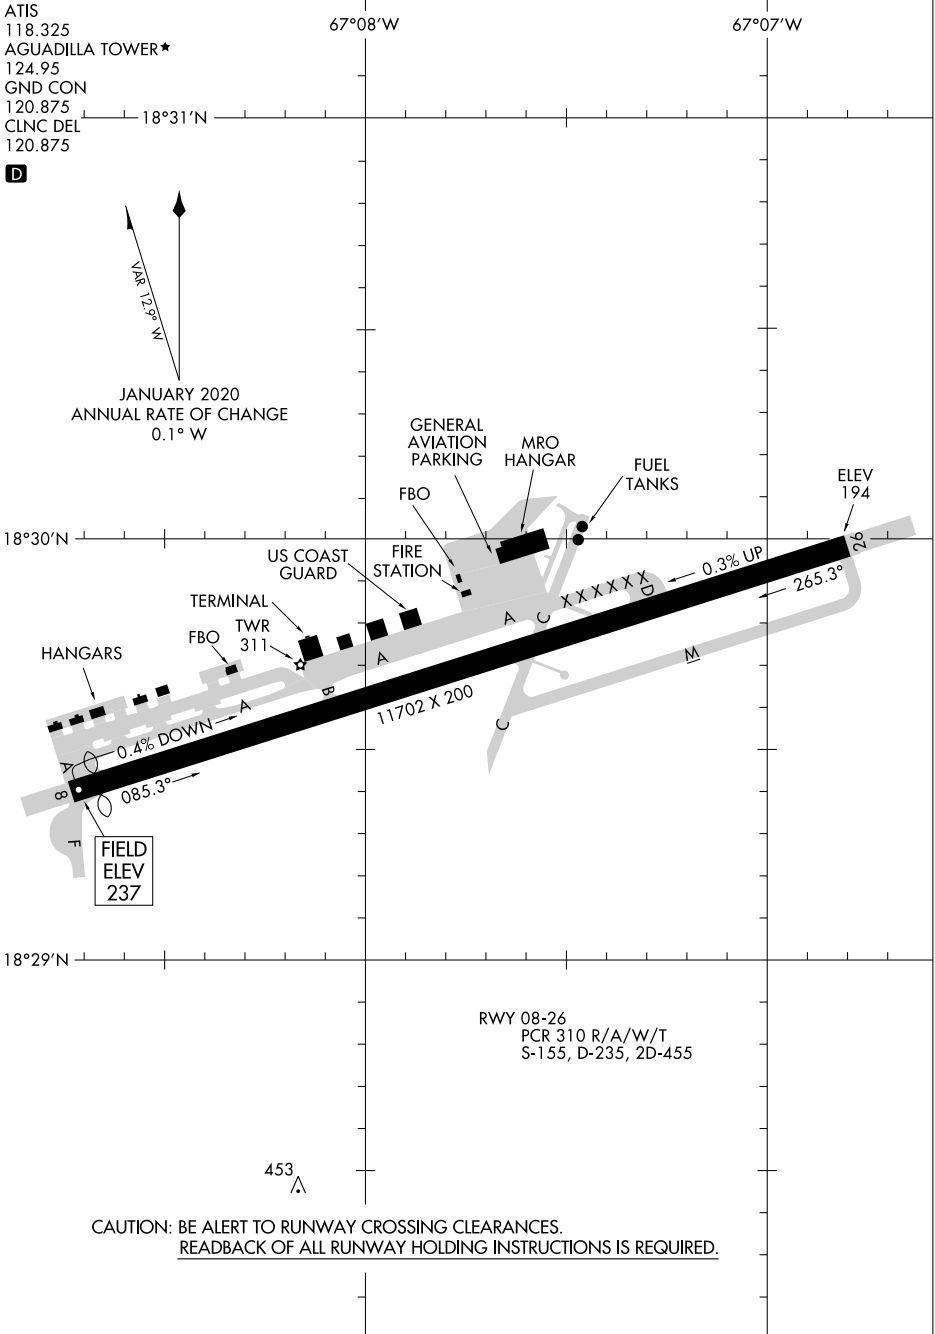 ATIS
118.325
AGUADILLA TOWER★
124.95
GND CON
120.875
CLNC DEL
120.875
D
67°08'W
67°07'W
18°31'N
VAR 12.9° W
JANUARY 2020
ANNUAL RATE OF CHANGE
0.1° W
GENERAL
AVIATION
PARKING
MRO
HANGAR
FUEL
TANKS
FBO
ELEV
194
18°30'N
26
US COAST
GUARD
FIRE
STATION
0.3% UP
265.3°
X X X X X X X
D
TERMINAL
TWR
311
FBO
HANGARS
A
C
A
W
B
A
11702 X 200
C
0.4% DOWN
A
8
085.3°
F
FIELD
ELEV
237
18°29'N
RWY 08-26
PCR 310 R/A/W/T
S-155, D-235, 2D-455
453
CAUTION: BE ALERT TO RUNWAY CROSSING CLEARANCES.
READBACK OF ALL RUNWAY HOLDING INSTRUCTIONS IS REQUIRED.